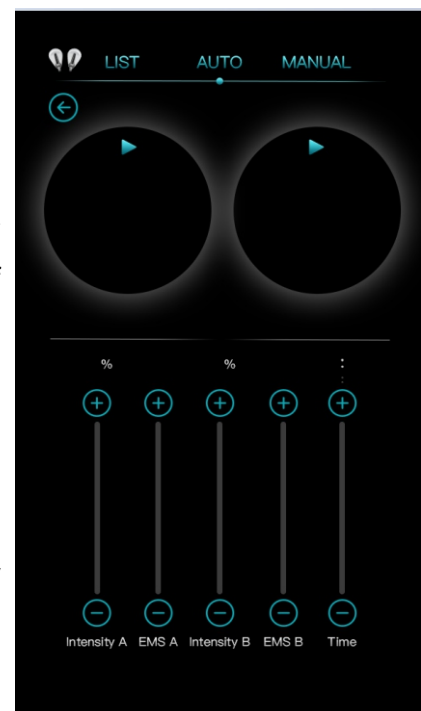 LIST AUTO MANUAL
% % :
Intensity A EMS A Intensity B EMS B Time